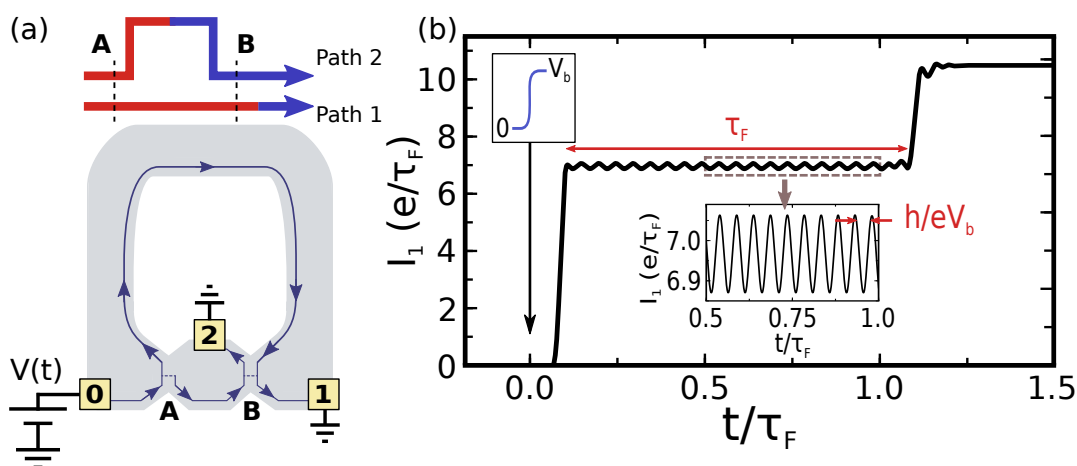 (a)
A
B
Path 2
Path 1
V(t)
0
2
1
A
B
(b)
I₁ (e/τ_F)
10
8
6
4
2
0
V_b
0
τ_F
h/eV_b
I₁ (e/τ_F)
7.0
6.9
0.5
0.75
1.0
t/τ_F
0.0
0.5
1.0
1.5
t/τ_F